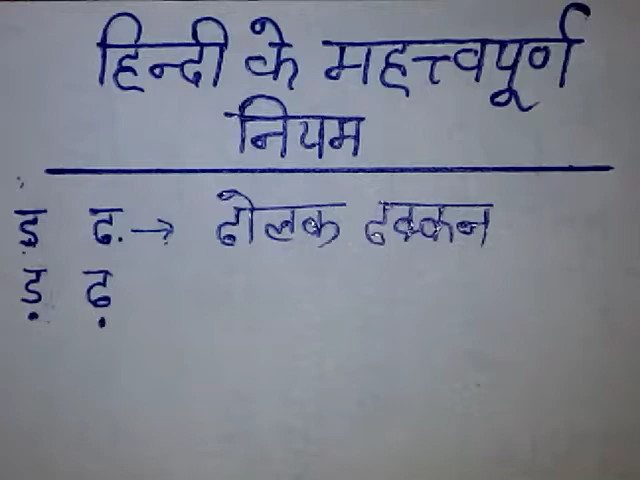 हिन्दी के महत्त्वपूर्ण
नियम
ड़ ढ → ढोलक ढक्कन
ड़ ढ़